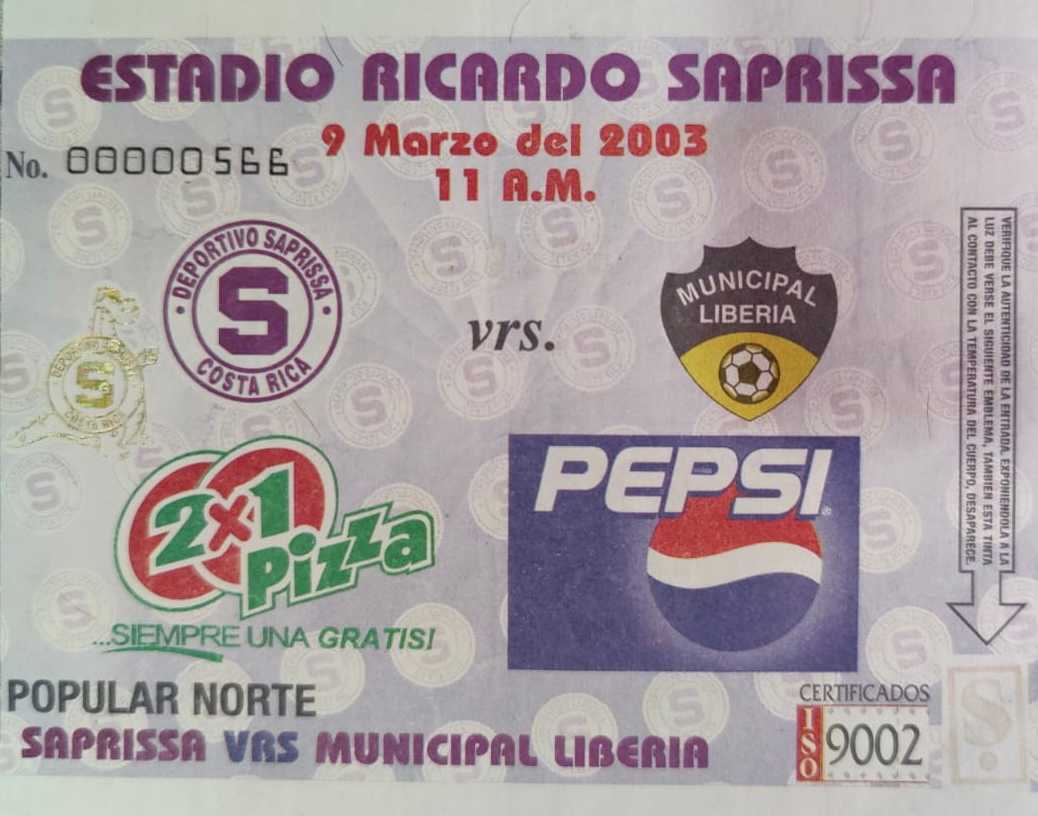 ESTADIO RICARDO SAPRISSA
9 Marzo del 2003
11 A.M.
No. 00000566
DEPORTIVO SAPRISSA
S
COSTA RICA
vrs.
MUNICIPAL
LIBERIA
2x1
Pizza
...SIEMPRE UNA GRATIS!
PEPSI
VERIFIQUE LA AUTENTICIDAD DE LA ENTRADA. EXPONIENDOLA A LA
LUZ DEBE VERSE EL SIGUIENTE EMBLEMA, TAMBIEN ESTA TINTA
AL CONTACTO CON LA TEMPERATURA DEL CUERPO, DESAPARECE.
POPULAR NORTE
SAPRISSA VRS MUNICIPAL LIBERIA
CERTIFICADOS
ISO
9002
S